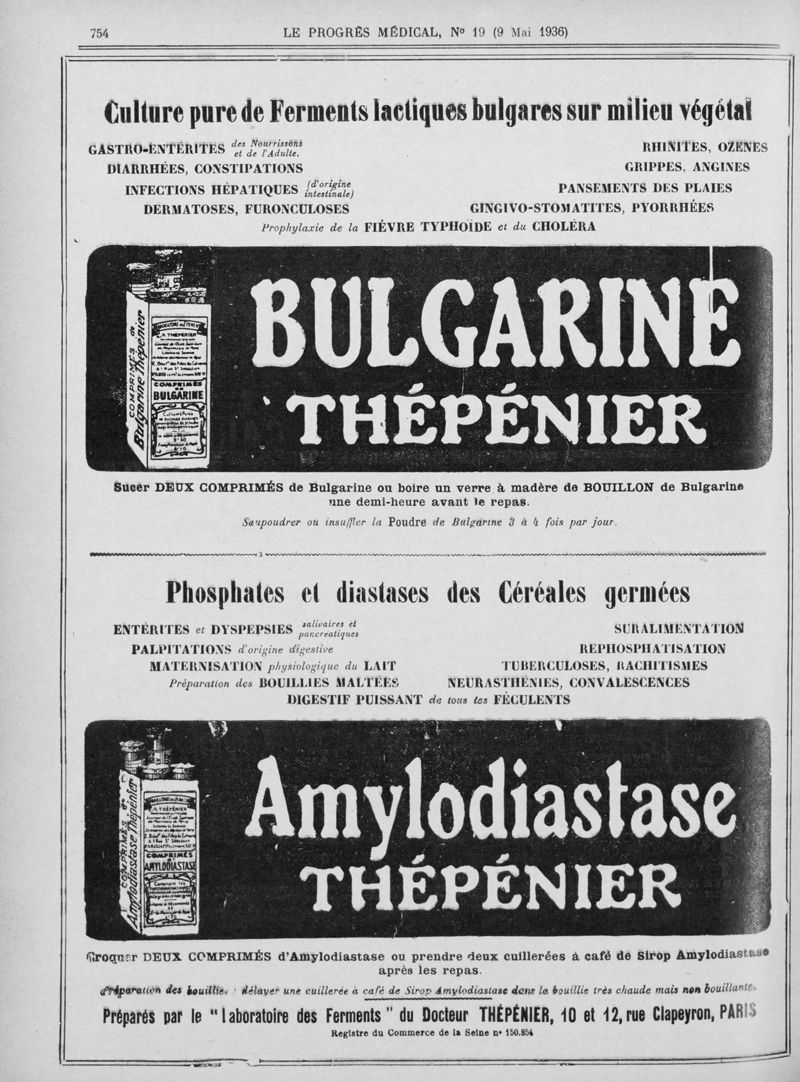 754
LE PROGRÈS MÉDICAL, No 19 (9 Mai 1936)
Culture pure de Ferments lactiques bulgares sur milieu végétal
GASTRO-ENTÉRITES des Nourrissons et de l'Adulte.
RHINITES, OZÈNES
DIARRHÉES, CONSTIPATIONS
GRIPPES, ANGINES
INFECTIONS HÉPATIQUES (d'origine intestinale)
PANSEMENTS DES PLAIES
DERMATOSES, FURONCULOSES
GINGIVO-STOMATITES, PYORRHÉES
Prophylaxie de la FIÉVRE TYPHOÏDE et du CHOLÉRA
COMPRIMÉS de
Bulgarine Thépénier
A. THÉPÉNIER
COMPRIMÉS
DE
BULGARINE
BULGARINE
THÉPÉNIER
Sucer DEUX COMPRIMÉS de Bulgarine ou boire un verre à madère de BOUILLON de Bulgarine
une demi-heure avant le repas.
Saupoudrer ou insuffler la Poudre de Bulgarine 3 à 4 fois par jour.
Phosphates et diastases des Céréales germées
ENTÉRITES et DYSPEPSIES salivaires et pancréatiques
SURALIMENTATION
PALPITATIONS d'origine digestive
REPHOSPHATISATION
MATERNISATION physiologique du LAIT
TUBERCULOSES, RACHITISMES
Préparation des BOUILLIES MALTÉES
NEURASTHÉNIES, CONVALESCENCES
DIGESTIF PUISSANT de tous les FÉCULENTS
COMPRIMÉS d'
Amylodiastase Thépénier
A. THÉPÉNIER
COMPRIMÉS
AMYLODIASTASE
Amylodiastase
THÉPÉNIER
Croquer DEUX COMPRIMÉS d'Amylodiastase ou prendre deux cuillerées à café de Sirop Amylodiastase
après les repas.
Préparation des bouillies : délayer une cuillerée à café de Sirop Amylodiastase dans la bouillie très chaude mais non bouillante.
Préparés par le "Laboratoire des Ferments" du Docteur THÉPÉNIER, 10 et 12, rue Clapeyron, PARIS
Registre du Commerce de la Seine n° 150.854